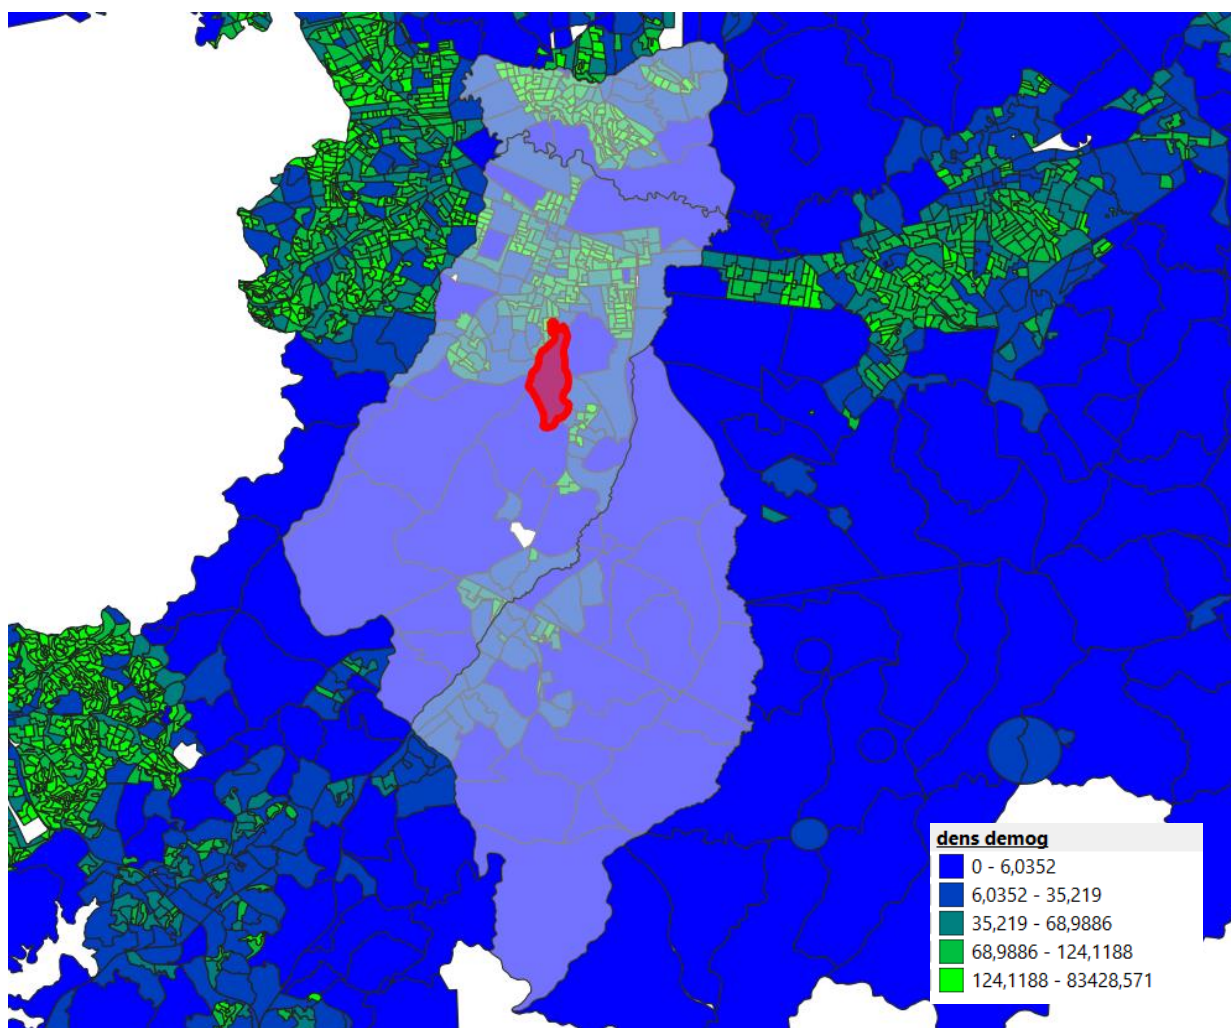 dens demog
0 - 6,0352
6,0352 - 35,219
35,219 - 68,9886
68,9886 - 124,1188
124,1188 - 83428,571